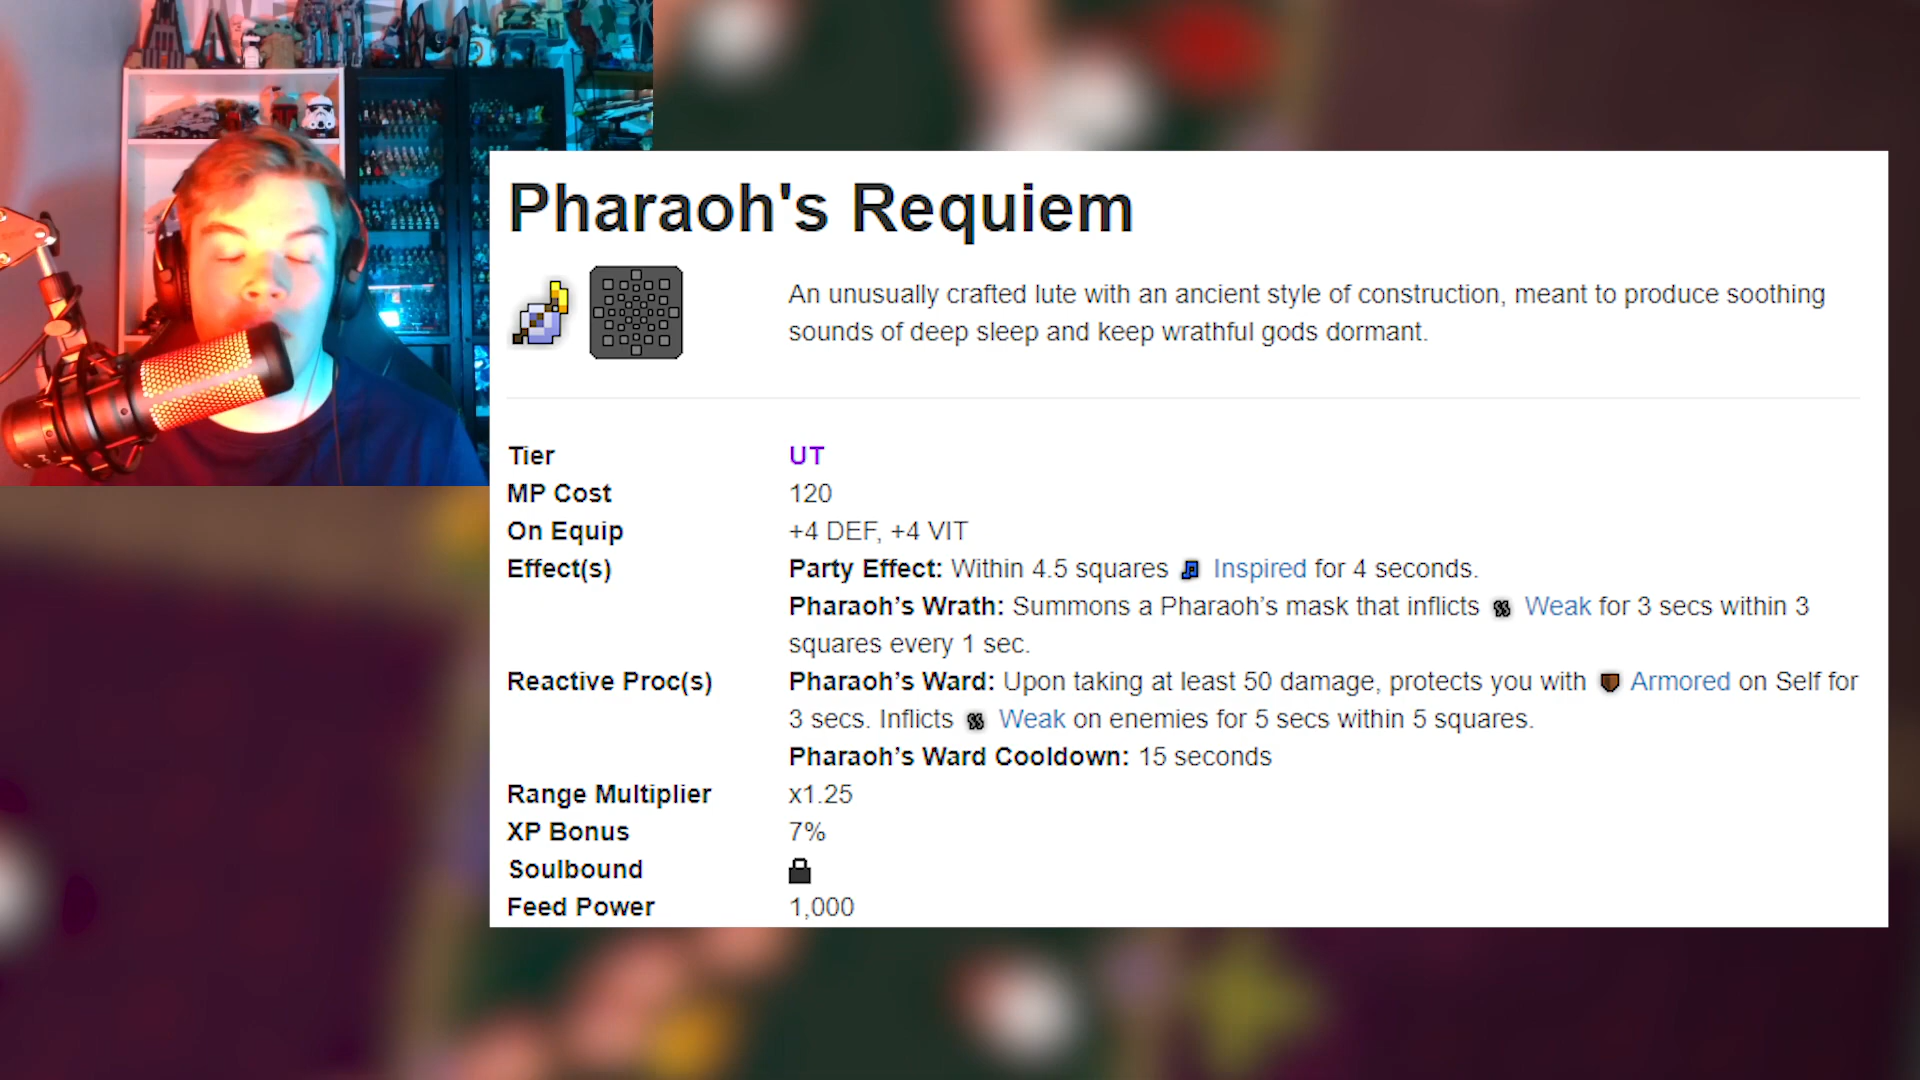 Pharaoh's Requiem
An unusually crafted lute with an ancient style of construction, meant to produce soothing
sounds of deep sleep and keep wrathful gods dormant.
Tier UT
MP Cost 120
On Equip +4 DEF, +4 VIT
Effect(s) Party Effect: Within 4.5 squares Inspired for 4 seconds.
Pharaoh’s Wrath: Summons a Pharaoh’s mask that inflicts Weak for 3 secs within 3
squares every 1 sec.
Reactive Proc(s) Pharaoh’s Ward: Upon taking at least 50 damage, protects you with Armored on Self for
3 secs. Inflicts Weak on enemies for 5 secs within 5 squares.
Pharaoh’s Ward Cooldown: 15 seconds
Range Multiplier x1.25
XP Bonus 7%
Soulbound
Feed Power 1,000